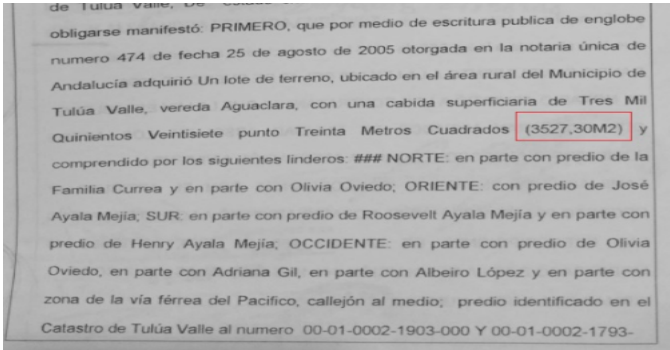 de Tulúa Valle, De
obligarse manifestó: PRIMERO, que por medio de escritura publica de englobe
numero 474 de fecha 25 de agosto de 2005 otorgada en la notaria única de
Andalucía adquirió Un lote de terreno, ubicado en el área rural del Municipio de
Tulúa Valle, vereda Aguaclara, con una cabida superficiaria de Tres Mil
Quinientos Veintisiete punto Treinta Metros Cuadrados (3527,30M2) y
comprendido por los siguientes linderos: ### NORTE: en parte con predio de la
Familia Currea y en parte con Olivia Oviedo; ORIENTE: con predio de José
Ayala Mejía; SUR: en parte con predio de Roosevelt Ayala Mejía y en parte con
predio de Henry Ayala Mejía; OCCIDENTE: en parte con predio de Olivia
Oviedo, en parte con Adriana Gil, en parte con Albeiro López y en parte con
zona de la vía férrea del Pacifico, callejón al medio; predio identificado en el
Catastro de Tulúa Valle al numero 00-01-0002-1903-000 Y 00-01-0002-1793-